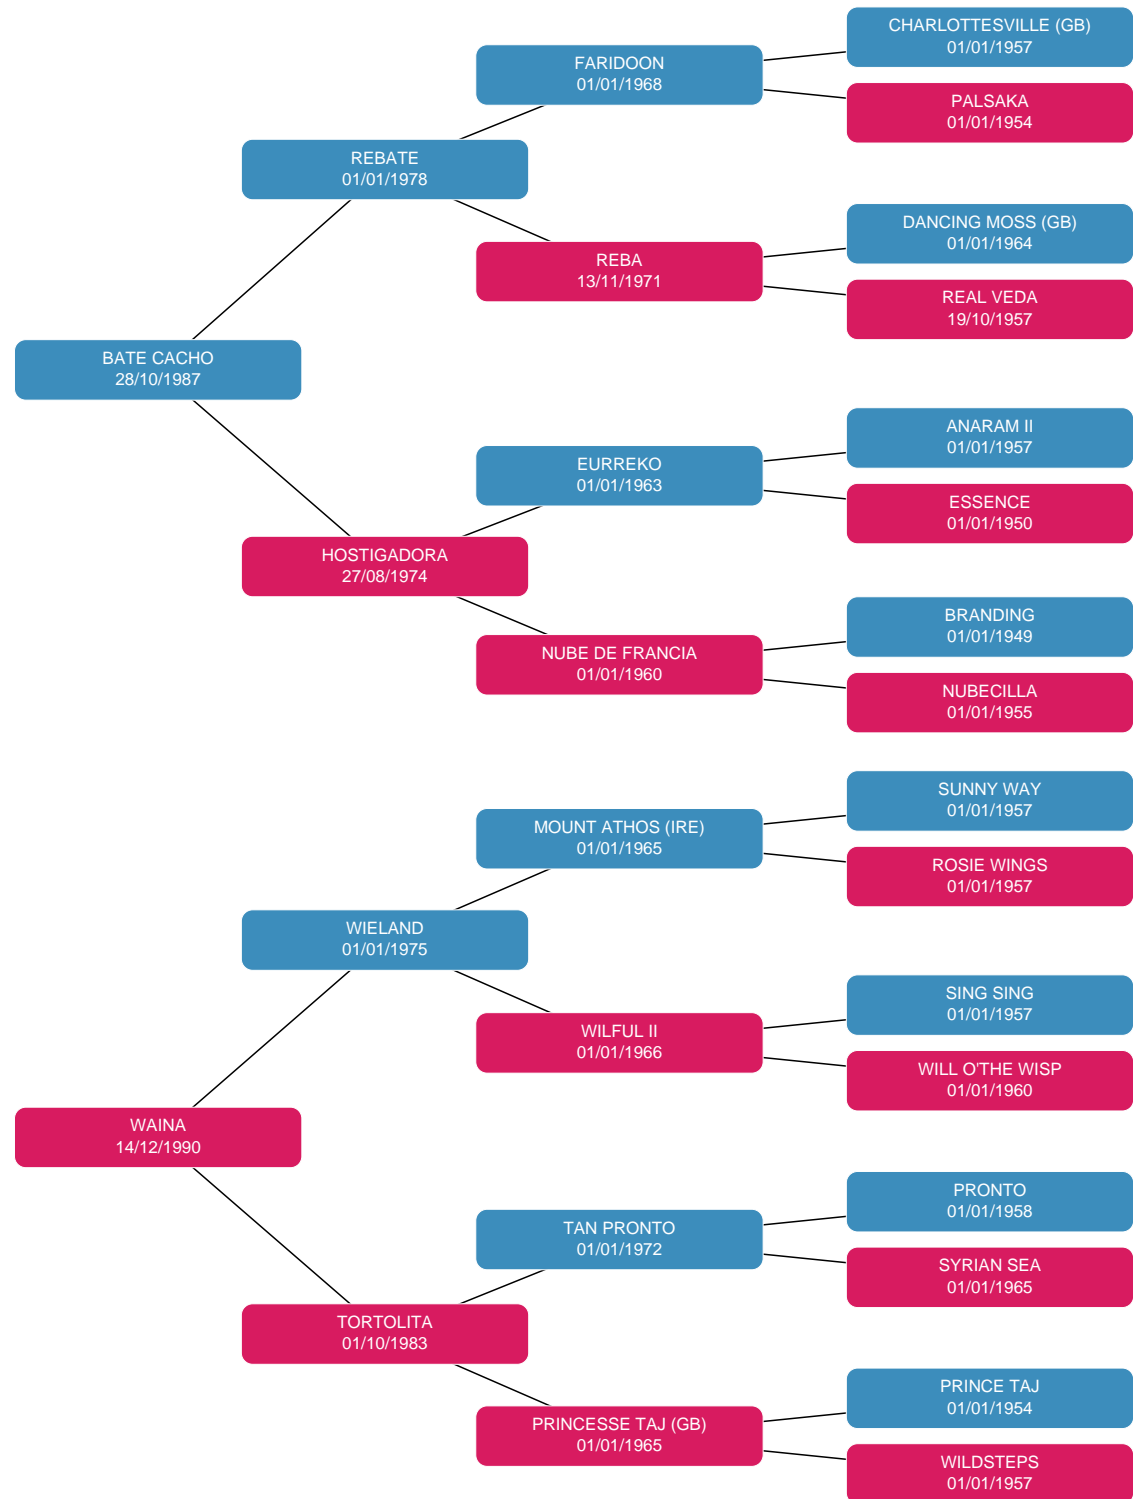 CHARLOTTESVILLE (GB)
01/01/1957
FARIDOON
01/01/1968
PALSAKA
01/01/1954
REBATE
01/01/1978
DANCING MOSS (GB)
01/01/1964
REBA
13/11/1971
REAL VEDA
19/10/1957
BATE CACHO
28/10/1987
ANARAM II
01/01/1957
EURREKO
01/01/1963
ESSENCE
01/01/1950
HOSTIGADORA
27/08/1974
BRANDING
01/01/1949
NUBE DE FRANCIA
01/01/1960
NUBECILLA
01/01/1955
SUNNY WAY
01/01/1957
MOUNT ATHOS (IRE)
01/01/1965
ROSIE WINGS
01/01/1957
WIELAND
01/01/1975
SING SING
01/01/1957
WILFUL II
01/01/1966
WILL O'THE WISP
01/01/1960
WAINA
14/12/1990
PRONTO
01/01/1958
TAN PRONTO
01/01/1972
SYRIAN SEA
01/01/1965
TORTOLITA
01/10/1983
PRINCE TAJ
01/01/1954
PRINCESSE TAJ (GB)
01/01/1965
WILDSTEPS
01/01/1957